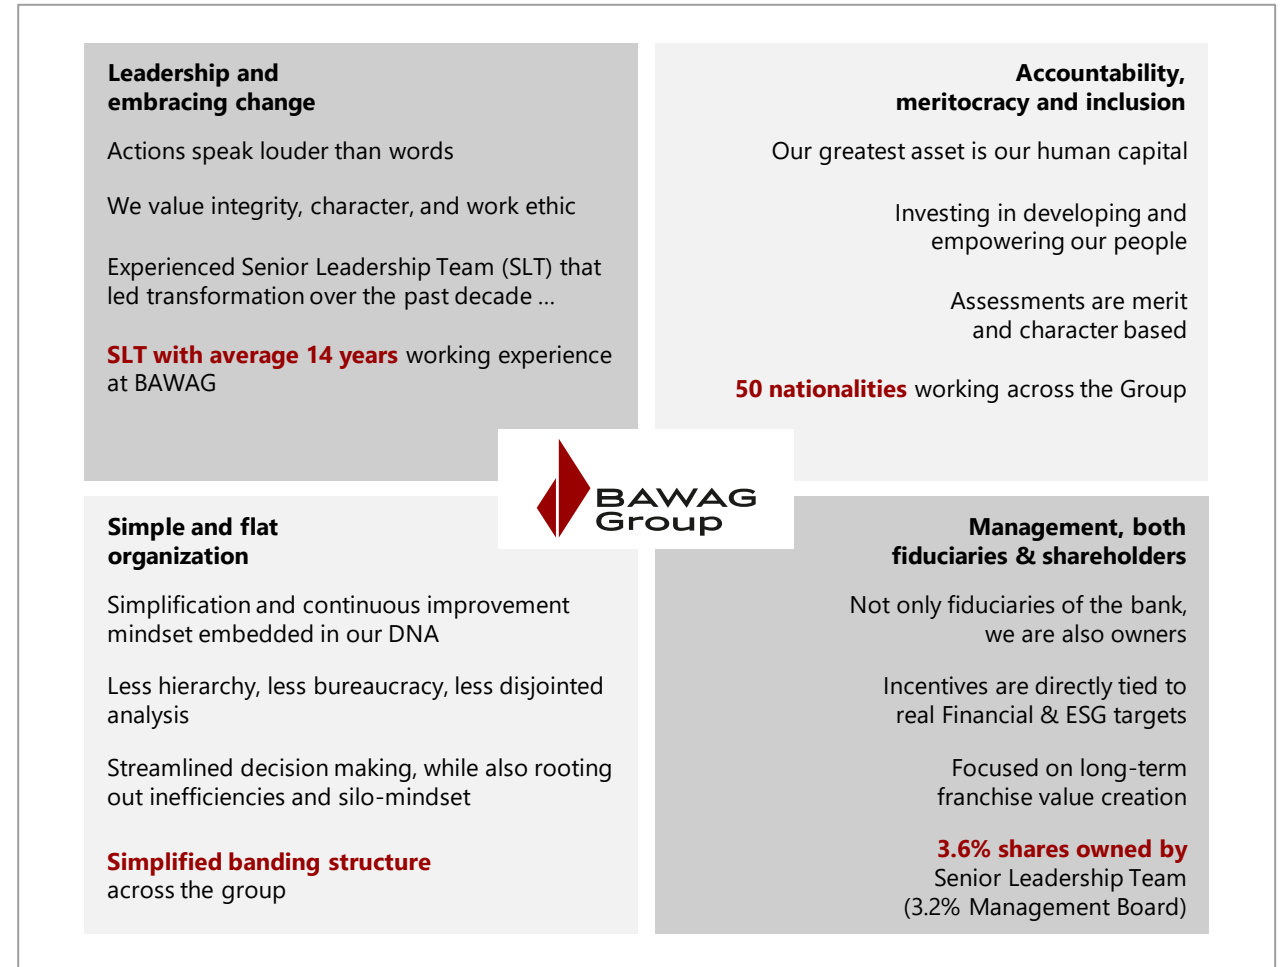 Leadership and
embracing change
Actions speak louder than words
We value integrity, character, and work ethic
Experienced Senior Leadership Team (SLT) that
led transformation over the past decade ...
SLT with average 14 years working experience
at BAWAG
Accountability,
meritocracy and inclusion
Our greatest asset is our human capital
Investing in developing and
empowering our people
Assessments are merit
and character based
50 nationalities working across the Group
BAWAG
Group
Simple and flat
organization
Simplification and continuous improvement
mindset embedded in our DNA
Less hierarchy, less bureaucracy, less disjointed
analysis
Streamlined decision making, while also rooting
out inefficiencies and silo-mindset
Simplified banding structure
across the group
Management, both
fiduciaries & shareholders
Not only fiduciaries of the bank,
we are also owners
Incentives are directly tied to
real Financial & ESG targets
Focused on long-term
franchise value creation
3.6% shares owned by
Senior Leadership Team
(3.2% Management Board)